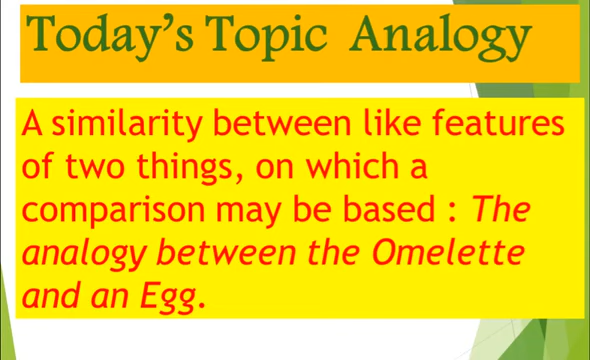 Today's Topic Analogy
A similarity between like features
of two things, on which a
comparison may be based : The
analogy between the Omelette
and an Egg.